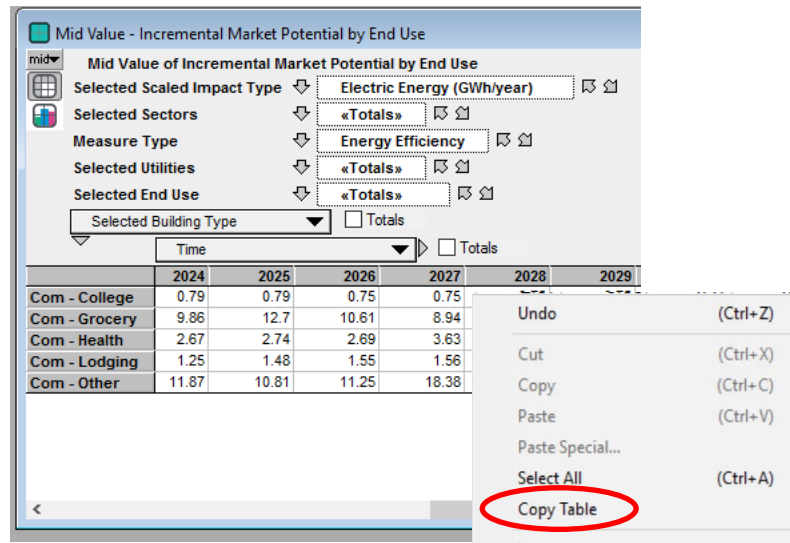 Mid Value - Incremental Market Potential by End Use
mid
Mid Value of Incremental Market Potential by End Use
Selected Scaled Impact Type Electric Energy (GWh/year)
Selected Sectors «Totals»
Measure Type Energy Efficiency
Selected Utilities «Totals»
Selected End Use «Totals»
Selected Building Type Totals
Time Totals
2024 2025 2026 2027 2028 2029
Com - College 0.79 0.79 0.75 0.75
Com - Grocery 9.86 12.7 10.61 8.94
Com - Health 2.67 2.74 2.69 3.63
Com - Lodging 1.25 1.48 1.55 1.56
Com - Other 11.87 10.81 11.25 18.38
Undo (Ctrl+Z)
Cut (Ctrl+X)
Copy (Ctrl+C)
Paste (Ctrl+V)
Paste Special...
Select All (Ctrl+A)
Copy Table